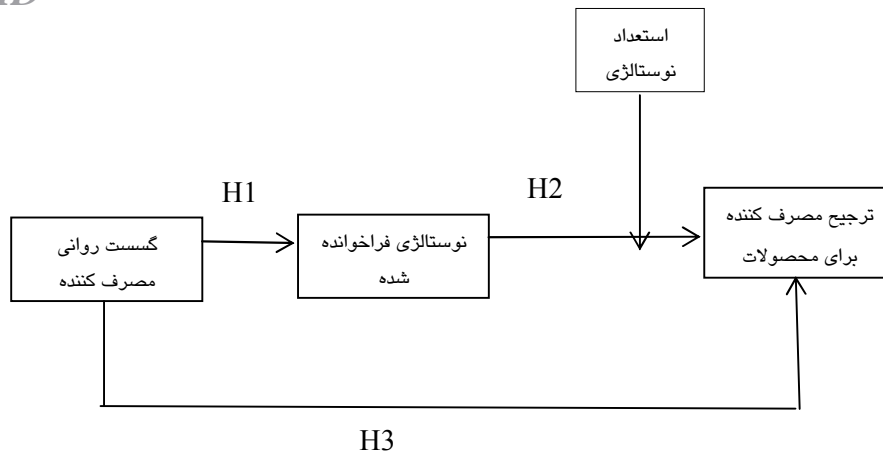 استعداد
نوستالژی
H1
H2
گسست روانی
مصرف کننده
نوستالژی فراخوانده
شده
ترجیح مصرف کننده
برای محصولات
H3